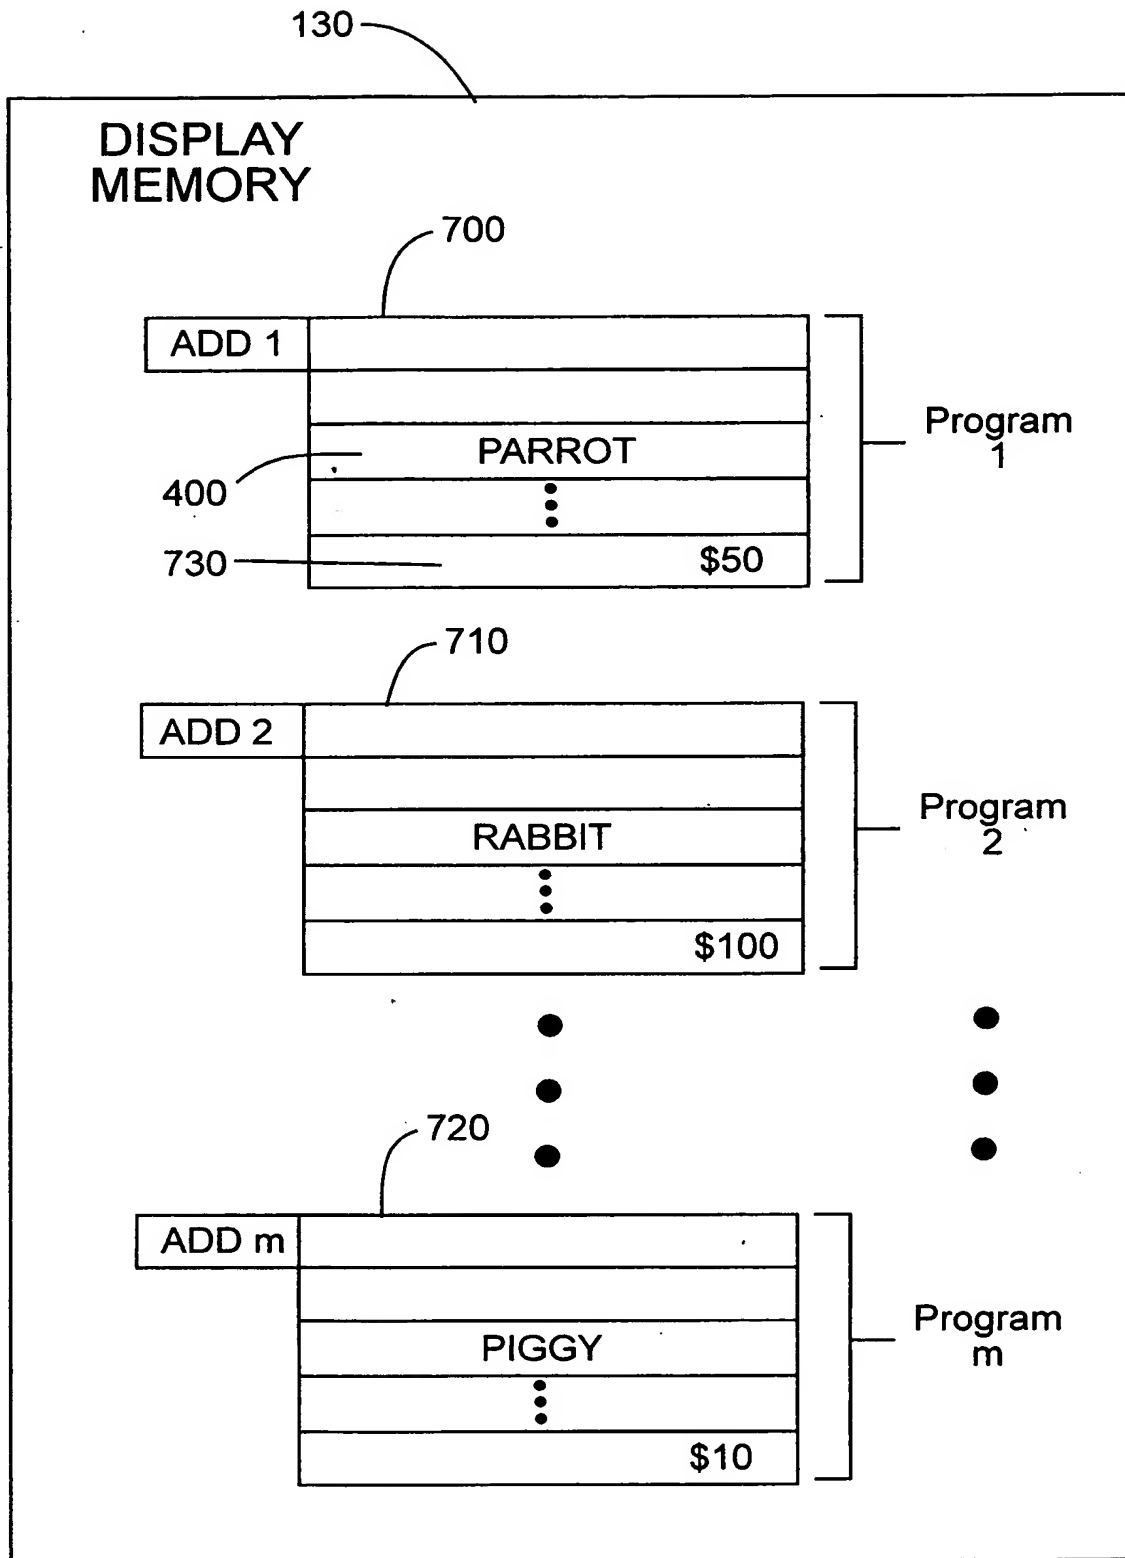 130
DISPLAY
MEMORY
700
ADD 1
PARROT
Program
1
400
730
$50
710
ADD 2
RABBIT
Program
2
$100
720
ADD m
PIGGY
Program
m
$10